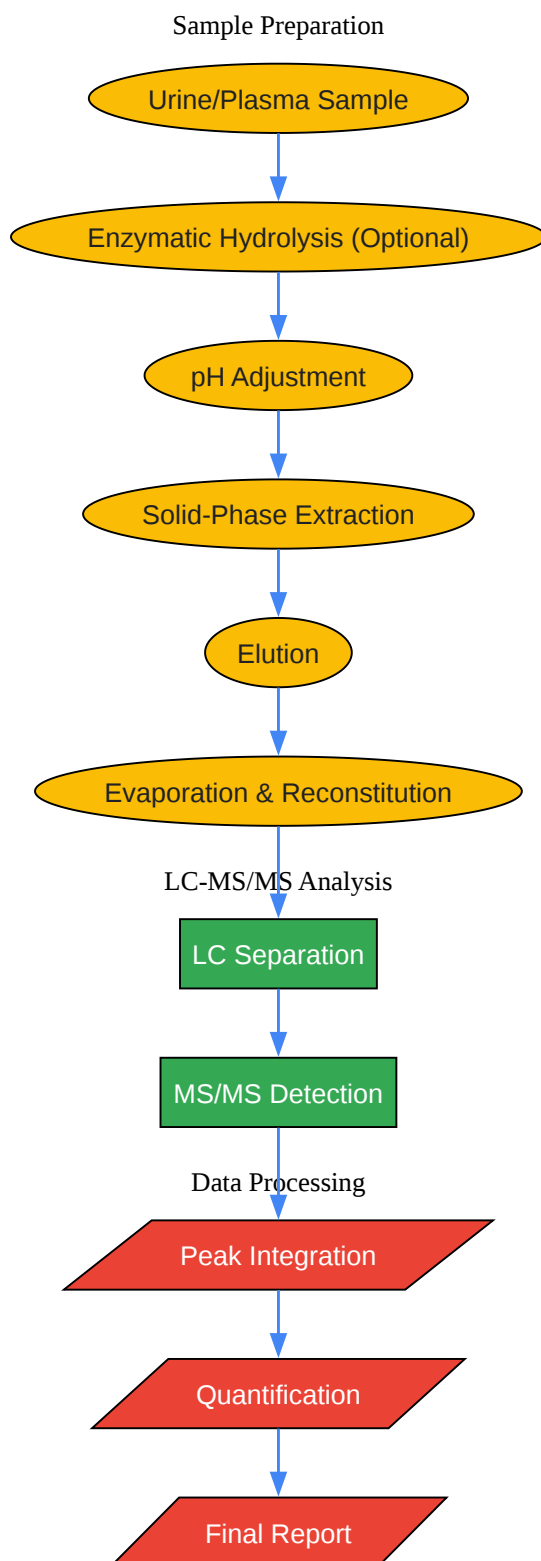 Sample Preparation
Urine/Plasma Sample
Enzymatic Hydrolysis (Optional)
pH Adjustment
Solid-Phase Extraction
Elution
Evaporation & Reconstitution
LC-MS/MS Analysis
LC Separation
MS/MS Detection
Data Processing
Peak Integration
Quantification
Final Report